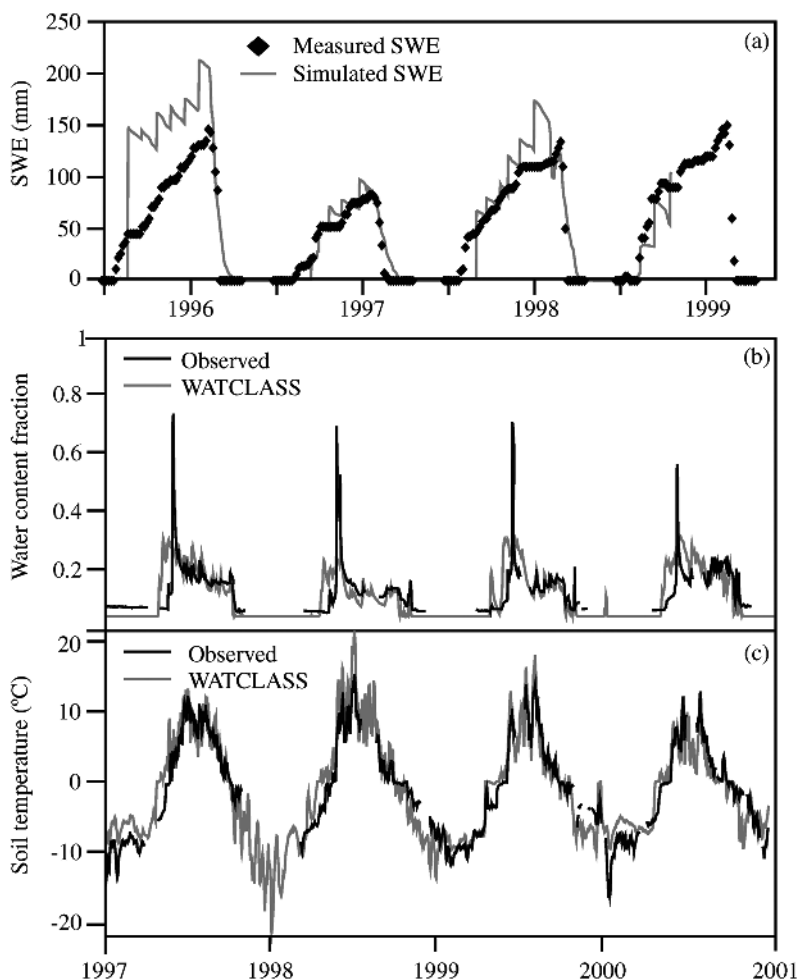 250
200
150
100
50
0
SWE (mm)
Measured SWE
Simulated SWE
(a)
1996
1997
1998
1999
1
0.8
0.6
0.4
0.2
Water content fraction
Observed
WATCLASS
(b)
20
10
0
-10
-20
Soil temperature (ºC)
Observed
WATCLASS
(c)
1997
1998
1999
2000
2001